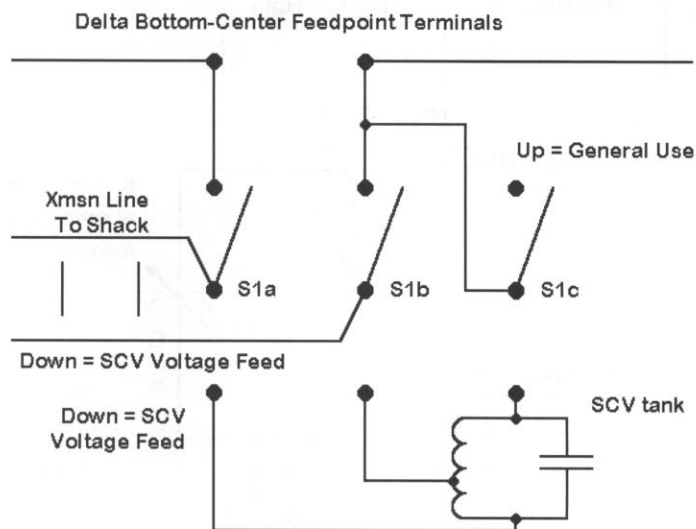 Delta Bottom-Center Feedpoint Terminals
Up = General Use
Xmsn Line
To Shack
S1a
S1b
S1c
Down = SCV Voltage Feed
Down = SCV
Voltage Feed
SCV tank